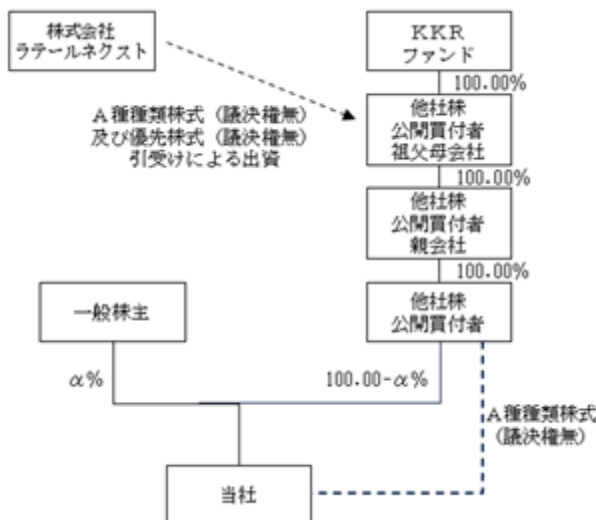 株式会社
ラテールネクスト
KKR
ファンド
100.00%
A種種類株式（議決権無）
及び優先株式（議決権無）
引受けによる出資
他社株
公開買付者
祖父母会社
100.00%
他社株
公開買付者
親会社
100.00%
一般株主
他社株
公開買付者
α%
100.00-α%
A種種類株式
（議決権無）
当社